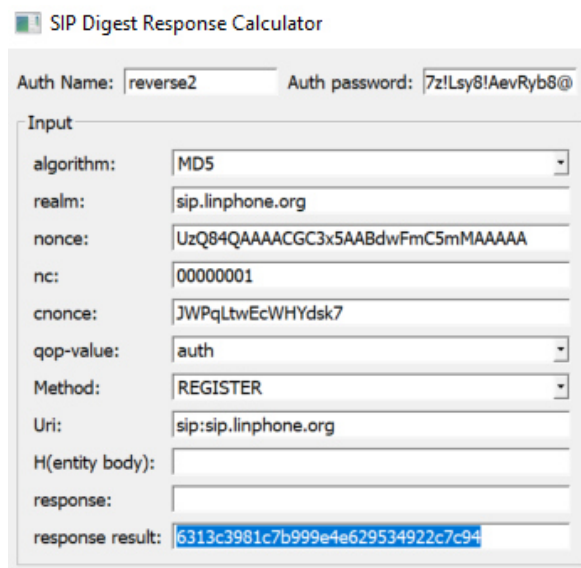 SIP Digest Response Calculator
Auth Name: reverse2 Auth password: 7z!Lsy8!AevRyb8@
Input
algorithm: MD5
realm: sip.linphone.org
nonce: UzQ84QAAAACGC3x5AABdwFmC5mMAAAAA
nc: 00000001
cnonce: JWPqLtwEcWHYdsk7
qop-value: auth
Method: REGISTER
Uri: sip:sip.linphone.org
H(entity body):
response:
response result: 6313c3981c7b999e4e629534922c7c94